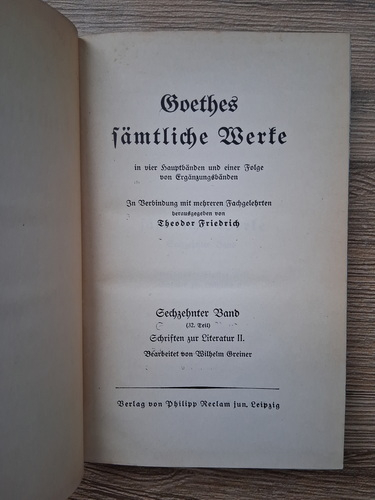 Goethes
sämtliche Werke
in vier Hauptbänden und einer Folge
von Ergänzungsbänden
In Verbindung mit mehreren Fachgelehrten
herausgegeben von
Theodor Friedrich
Sechzehnter Band
(32. Teil)
Schriften zur Literatur II.
Bearbeitet von Wilhelm Greiner
Verlag von Philipp Reclam jun. Leipzig